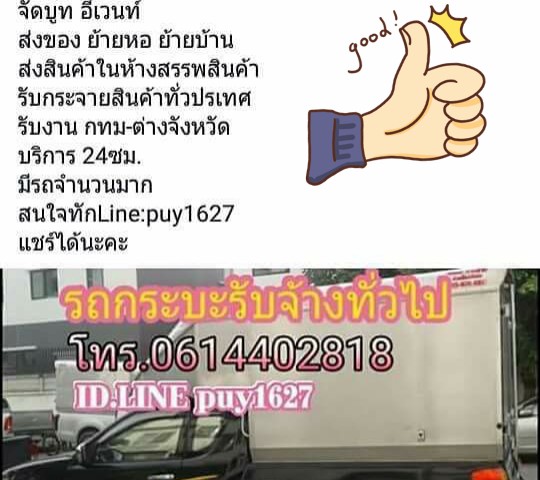 จัดบูท อีเวนท์
ส่งของ ย้ายหอ ย้ายบ้าน
ส่งสินค้าในห้างสรรพสินค้า
รับกระจายสินค้าทั่วปรเทศ
รับงาน กทม-ต่างจังหวัด
บริการ 24ซม.
มีรถจำนวนมาก
สนใจทักLine:puy1627
แชร์ได้นะคะ
good!
รถกระบะรับจ้างทั่วไป
โทร.0614402818
ID.LINE puy1627